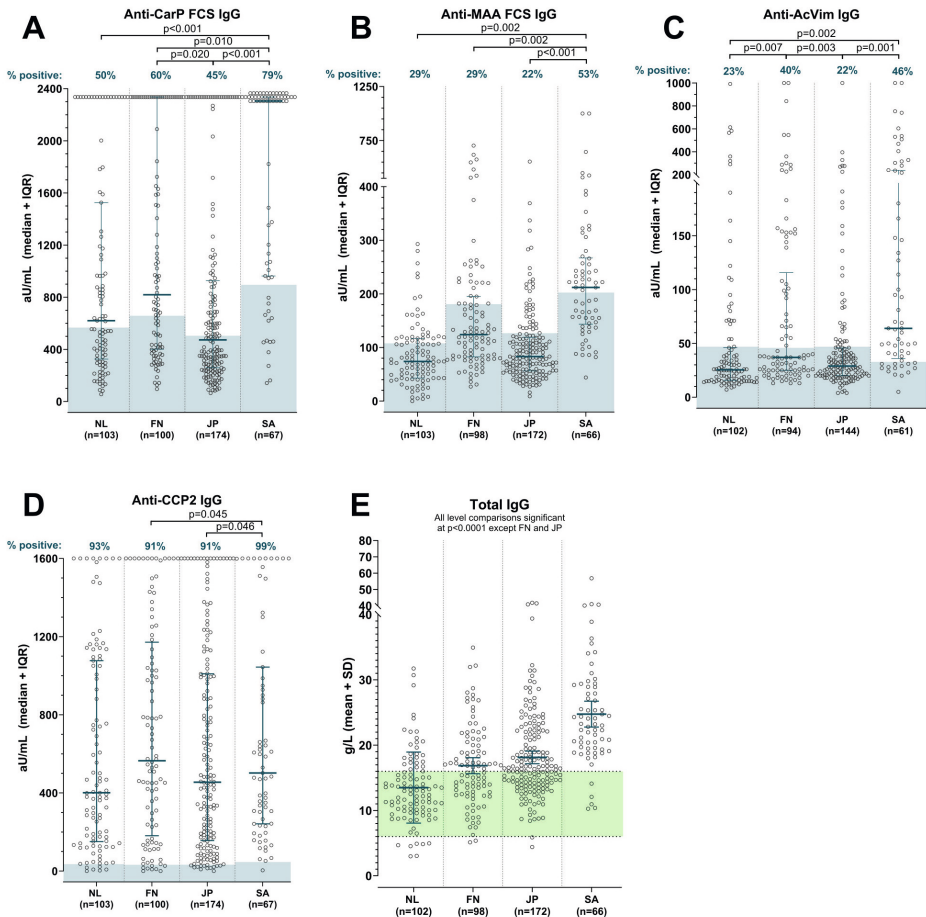 A
Anti-CarP FCS IgG
p<0.001
p=0.010
p=0.020 p<0.001
% positive: 50% 60% 45% 79%
2400
2000
1600
1200
800
400
0
aU/mL (median + IQR)
NL FN JP SA
(n=103) (n=100) (n=174) (n=67)
B
Anti-MAA FCS IgG
p=0.002
p=0.002
p<0.001
29% 29% 22% 53%
1250
750
400
300
200
100
0
aU/mL (median + IQR)
NL FN JP SA
(n=103) (n=98) (n=172) (n=66)
C
Anti-AcVim IgG
p=0.002
p=0.007 p=0.003 p=0.001
23% 40% 22% 46%
1000
800
600
400
200
150
100
50
0
aU/mL (median + IQR)
NL FN JP SA
(n=102) (n=94) (n=144) (n=61)
D
Anti-CCP2 IgG
p=0.045
p=0.046
% positive: 93% 91% 91% 99%
1600
1200
800
400
0
aU/mL (median + IQR)
NL FN JP SA
(n=103) (n=100) (n=174) (n=67)
E
Total IgG
All level comparisons significant
at p<0.0001 except FN and JP
80
70
60
50
40
40
30
20
10
0
g/L (mean + SD)
NL FN JP SA
(n=102) (n=98) (n=172) (n=66)